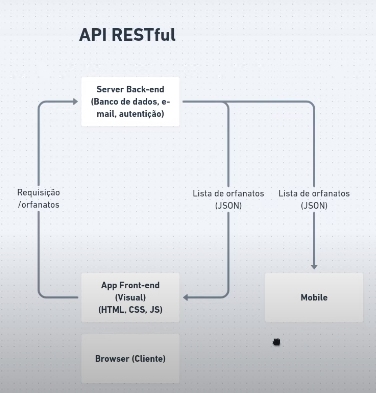 API RESTful
Server Back-end
(Banco de dados, e-
mail, autentição)
Requisição
/orfanatos
Lista de orfanatos
(JSON)
Lista de orfanatos
(JSON)
App Front-end
(Visual)
(HTML, CSS, JS)
Mobile
Browser (Cliente)